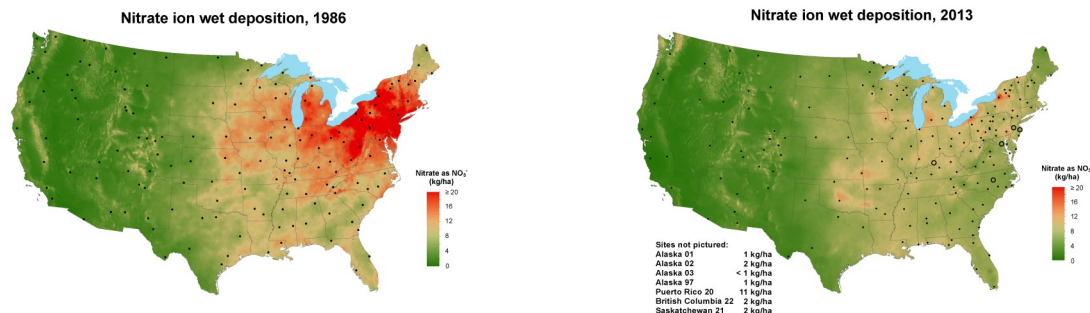 Nitrate ion wet deposition, 1986
Nitrate as NO₃⁻
(kg/ha)
≥ 20
16
12
8
4
0
Nitrate ion wet deposition, 2013
Nitrate as NO₃
(kg/ha)
≥ 20
16
12
8
4
0
Sites not pictured:
Alaska 01 1 kg/ha
Alaska 02 2 kg/ha
Alaska 03 < 1 kg/ha
Alaska 97 1 kg/ha
Puerto Rico 20 11 kg/ha
British Columbia 22 2 kg/ha
Saskatchewan 21 2 kg/ha